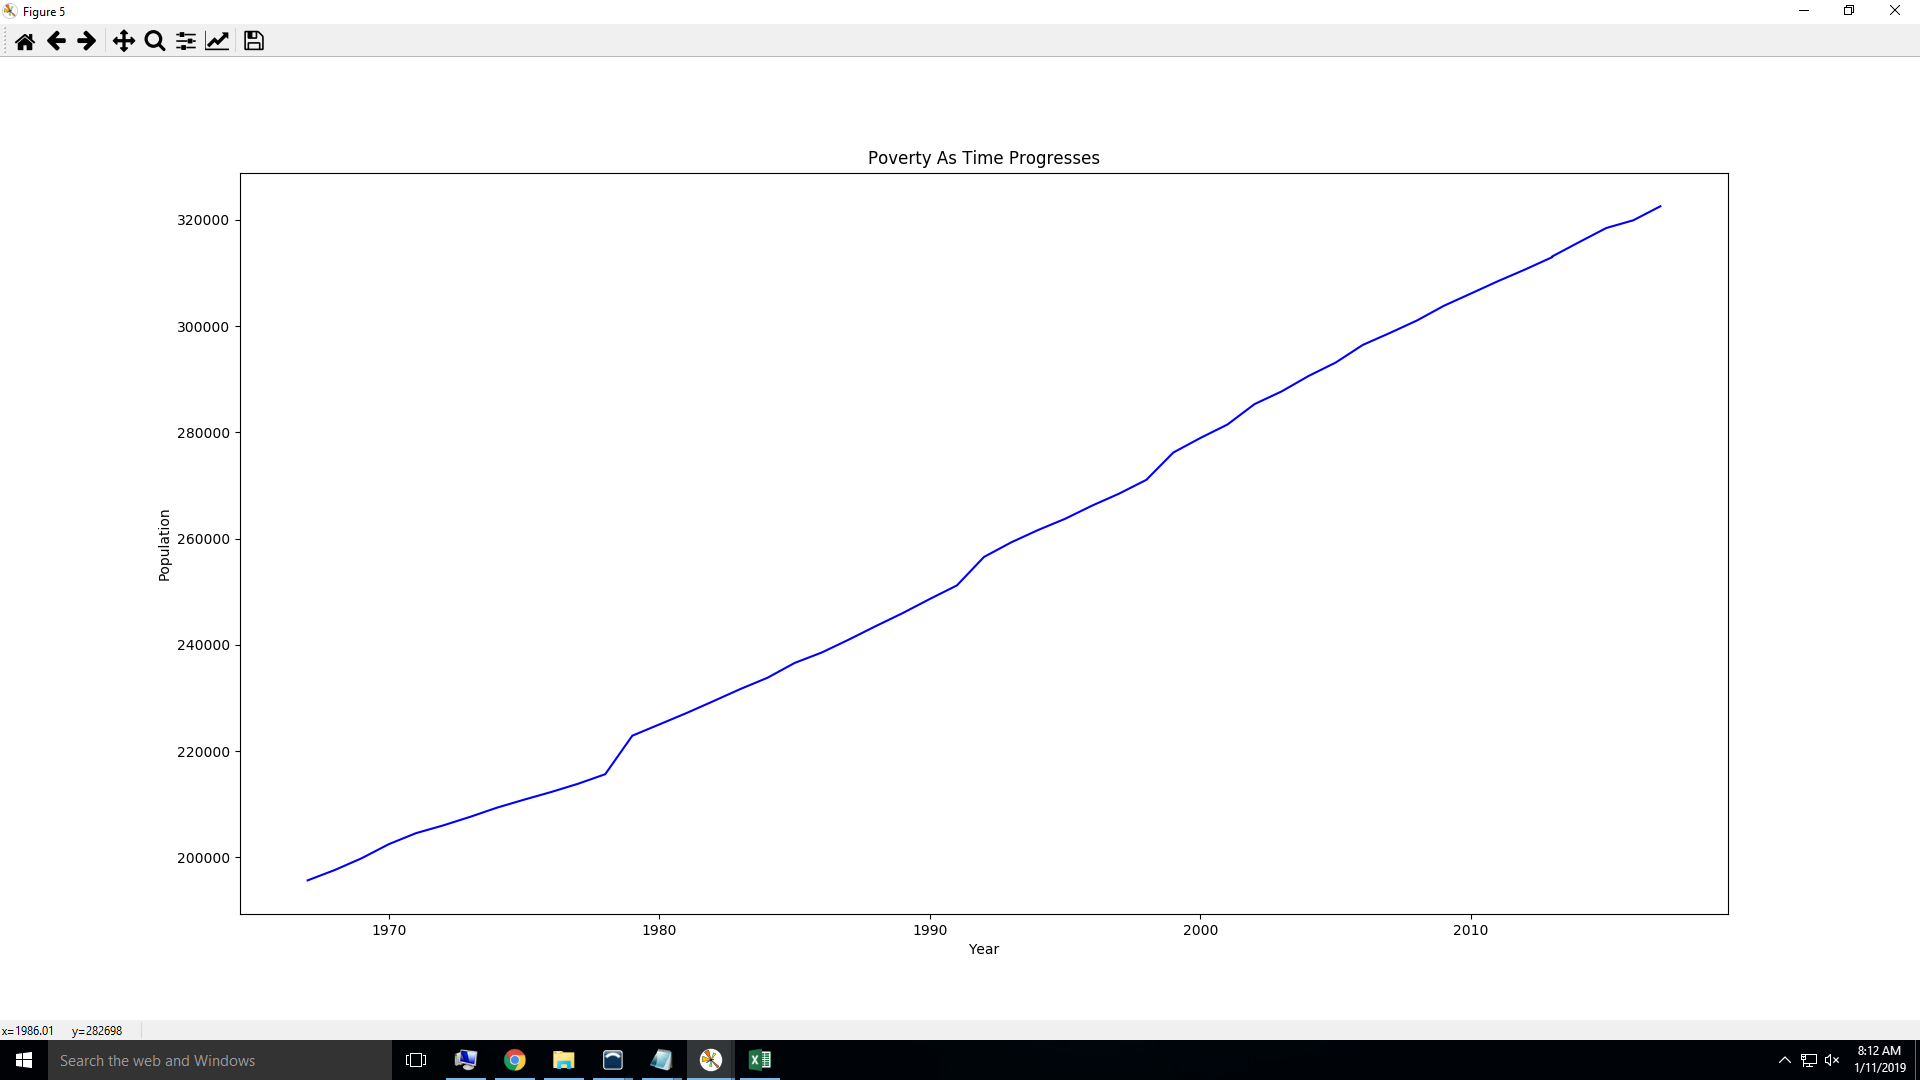 Figure 5
Poverty As Time Progresses
320000
300000
280000
260000
240000
220000
200000
Population
1970 1980 1990 2000 2010
Year
x=1986.01 y=282698
Search the web and Windows
8:12 AM
1/11/2019